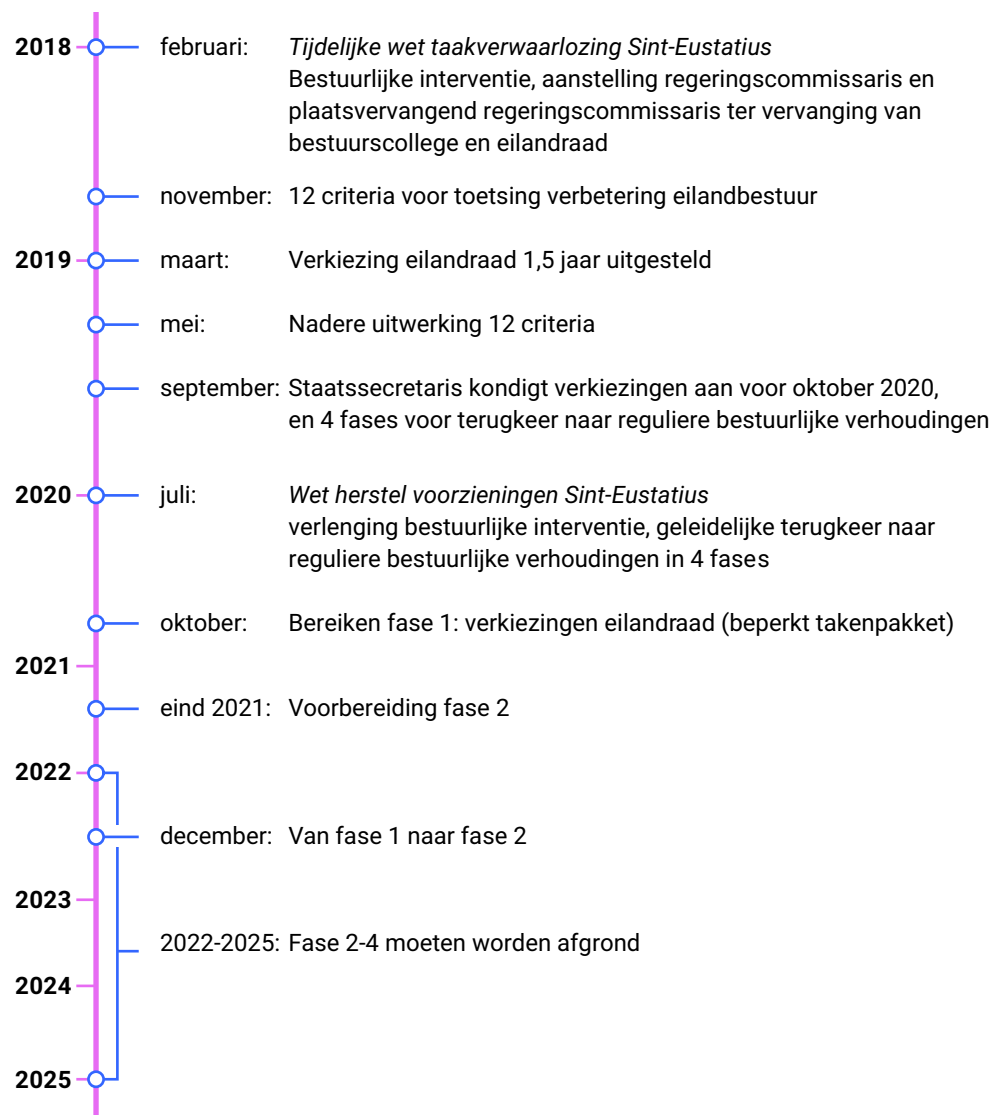 2018 februari: Tijdelijke wet taakverwaarlozing Sint-Eustatius
Bestuurlijke interventie, aanstelling regeringscommissaris en
plaatsvervangend regeringscommissaris ter vervanging van
bestuurscollege en eilandraad
november: 12 criteria voor toetsing verbetering eilandbestuur
2019 maart: Verkiezing eilandraad 1,5 jaar uitgesteld
mei: Nadere uitwerking 12 criteria
september: Staatssecretaris kondigt verkiezingen aan voor oktober 2020,
en 4 fases voor terugkeer naar reguliere bestuurlijke verhoudingen
2020 juli: Wet herstel voorzieningen Sint-Eustatius
verlenging bestuurlijke interventie, geleidelijke terugkeer naar
reguliere bestuurlijke verhoudingen in 4 fases
oktober: Bereiken fase 1: verkiezingen eilandraad (beperkt takenpakket)
2021
eind 2021: Voorbereiding fase 2
2022
december: Van fase 1 naar fase 2
2023
2022-2025: Fase 2-4 moeten worden afgrond
2024
2025